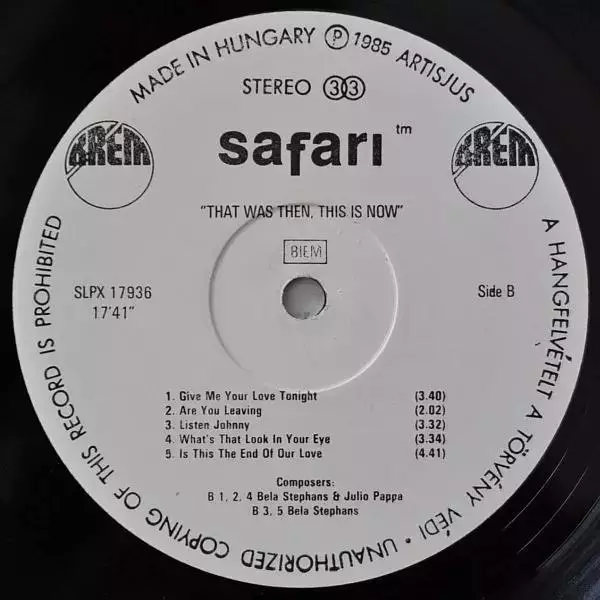 MADE IN HUNGARY Ⓟ 1985 ARTISJUS
STEREO 33
KRÉM
safari tm
KRÉM
"THAT WAS THEN, THIS IS NOW"
BIEM
SLPX 17936
17'41"
Side B
1. Give Me Your Love Tonight (3.40)
2. Are You Leaving (2.02)
3. Listen Johnny (3.32)
4. What's That Look In Your Eye (3.34)
5. Is This The End Of Our Love (4.41)
Composers:
B 1, 2, 4 Bela Stephans & Julio Pappa
B 3, 5 Bela Stephans
A HANGFELVÉTELT A TÖRVÉNY VÉDI • UNAUTHORIZED COPYING OF THIS RECORD IS PROHIBITED